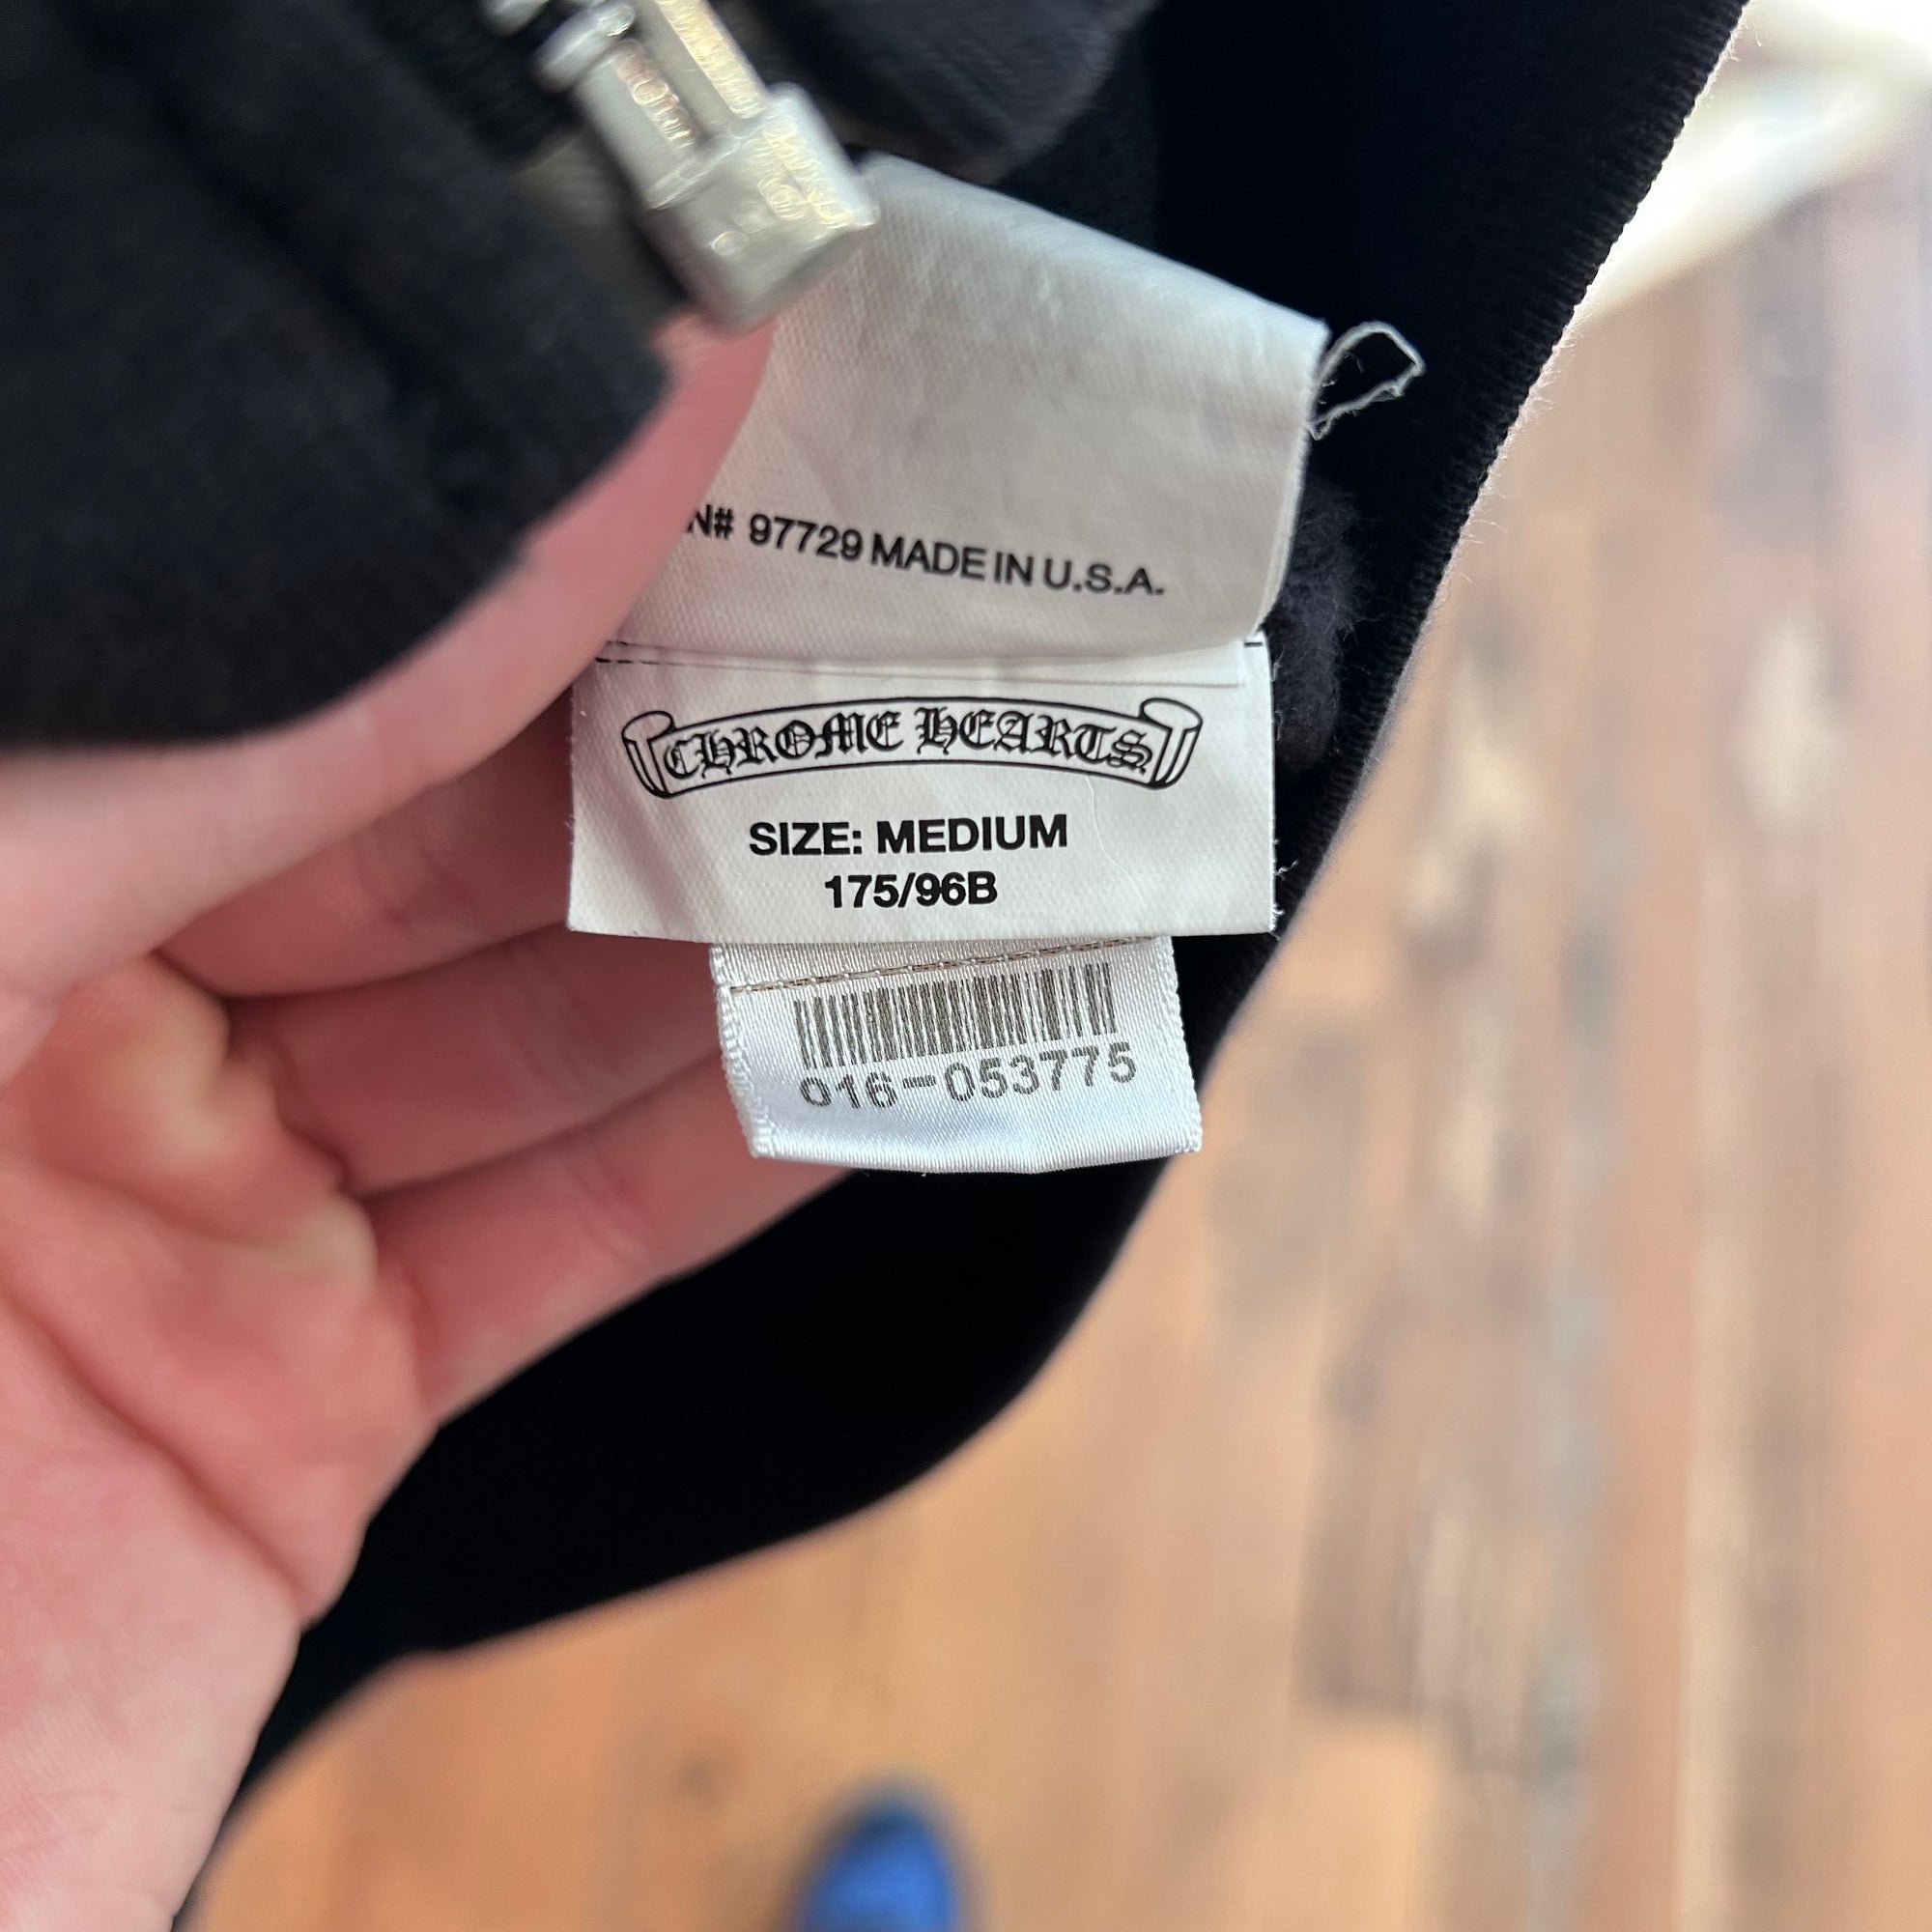 N# 97729 MADE IN U.S.A.
CHROME HEARTS
SIZE: MEDIUM
175/96B
016-053775